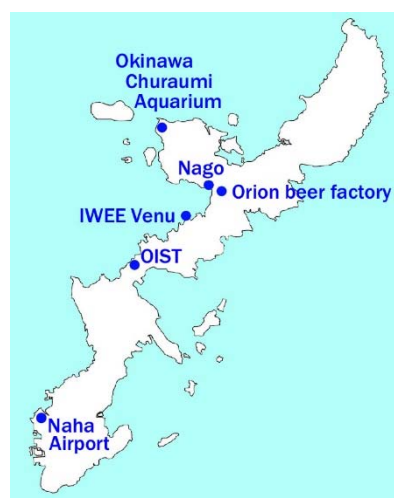 Okinawa
Churaumi
Aquarium
Nago
Orion beer factory
IWEE Venu
OIST
Naha
Airport